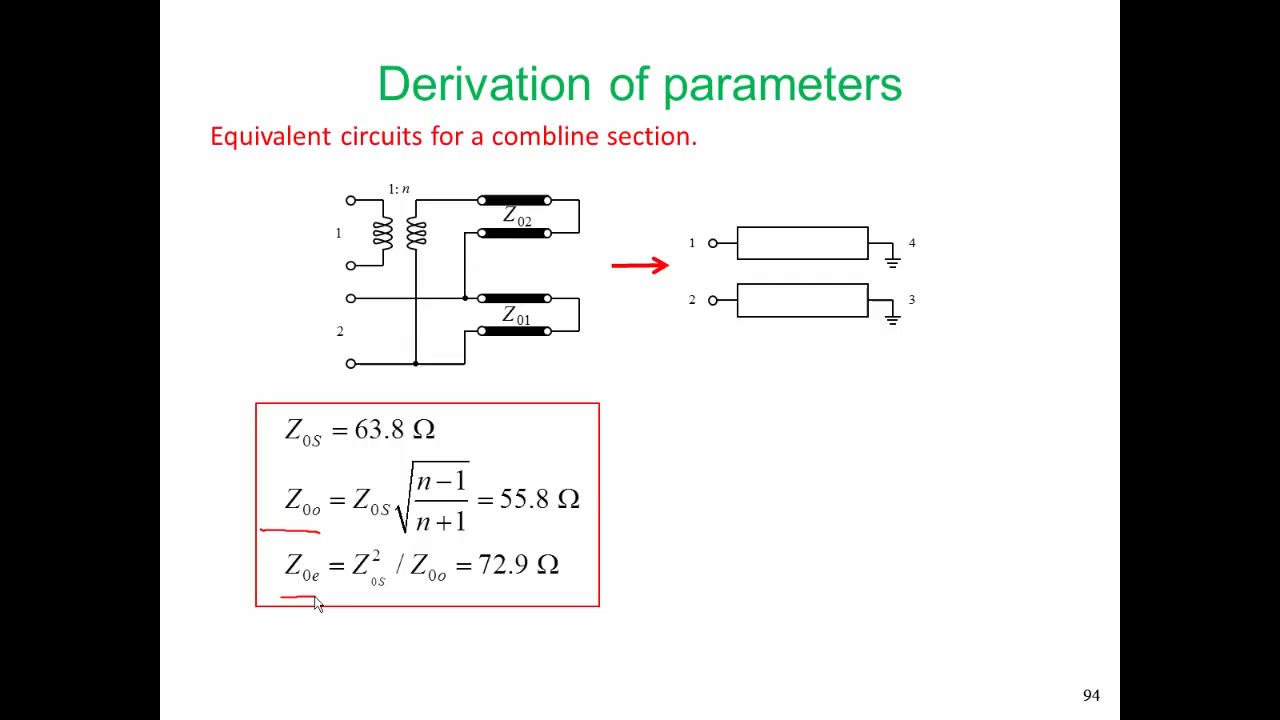 Derivation of parameters
Equivalent circuits for a combline section.
1: n
Z02
1
Z01
2
1
4
2
3
Z0S = 63.8 Ω
Z0o = Z0S √((n−1)/(n+1)) = 55.8 Ω
Z0e = Z²0S / Z0o = 72.9 Ω
94